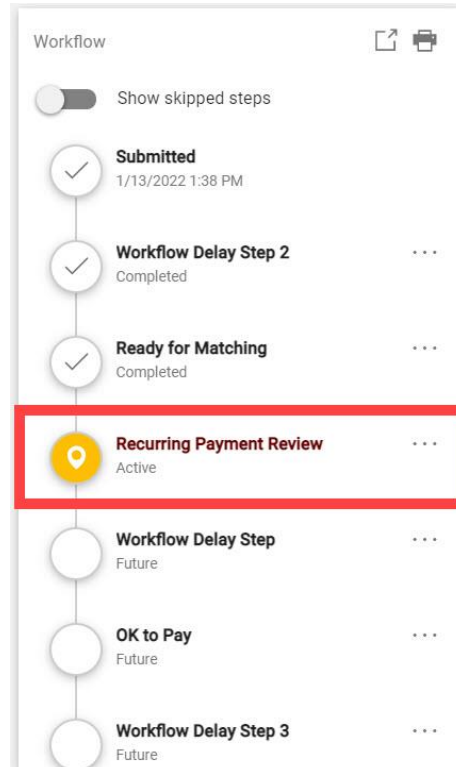 Workflow
Show skipped steps
Submitted
1/13/2022 1:38 PM
Workflow Delay Step 2
Completed
Ready for Matching
Completed
Recurring Payment Review
Active
Workflow Delay Step
Future
OK to Pay
Future
Workflow Delay Step 3
Future